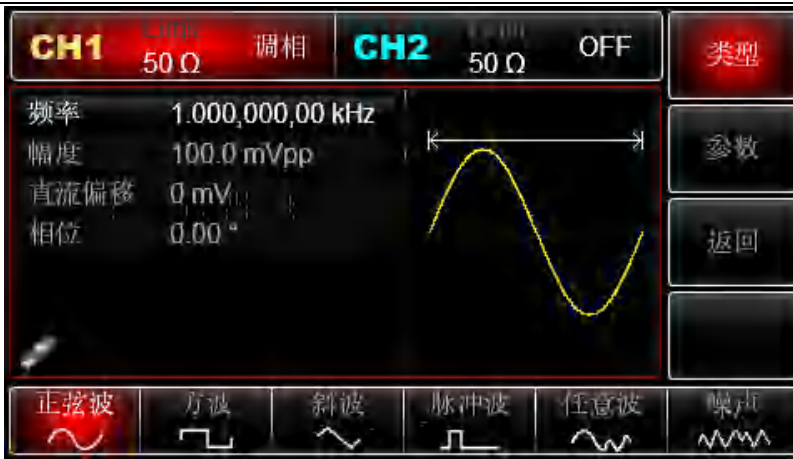 CH1 Limit 50 Ω 调相 CH2 Limit 50 Ω OFF
类型
频率 1.000,000,00 kHz
幅度 100.0 mVpp
直流偏移 0 mV
相位 0.00 °
参数
返回
正弦波 方波 斜波 脉冲波 任意波 噪声